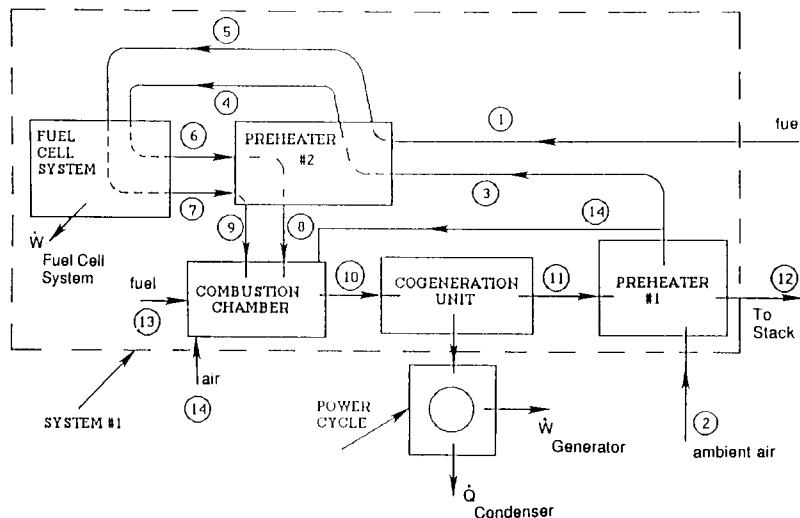 5
4
1
fue
FUEL
CELL
SYSTEM
6
PREHEATER
#2
3
7
14
Ẇ
Fuel Cell
System
9
8
fuel
13
COMBUSTION
CHAMBER
10
COGENERATION
UNIT
11
PREHEATER
#1
12
To
Stack
air
14
SYSTEM #1
POWER
CYCLE
Ẇ
Generator
2
ambient air
Q̇
Condenser